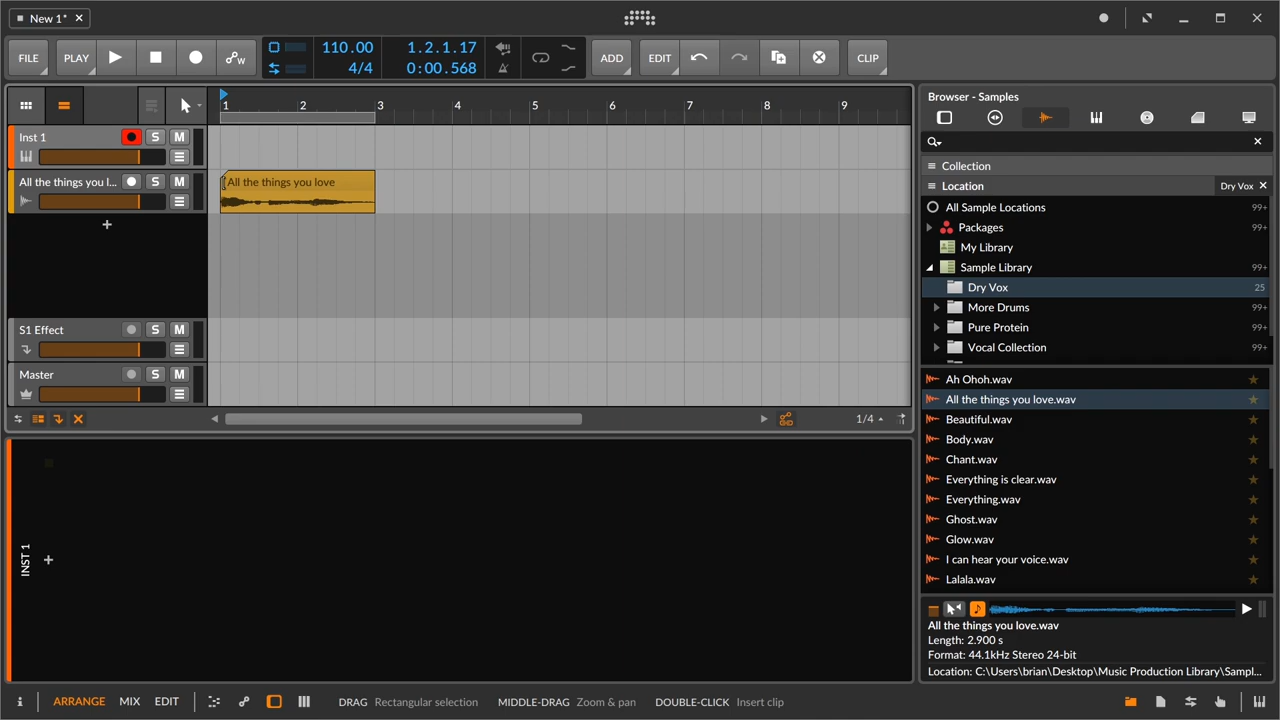 New 1*
FILE
PLAY
110.00
4/4
1.2.1.17
0:00.568
ADD
EDIT
CLIP
1 2 3 4 5 6 7 8 9
Inst 1
S M
All the things you l...
S M
All the things you love
S1 Effect
S M
Master
S M
1/4
INST 1
Browser - Samples
Collection
Location
Dry Vox
All Sample Locations 99+
Packages 99+
My Library
Sample Library 99+
Dry Vox 25
More Drums 99+
Pure Protein 99+
Vocal Collection 99+
Ah Ohoh.wav
All the things you love.wav
Beautiful.wav
Body.wav
Chant.wav
Everything is clear.wav
Everything.wav
Ghost.wav
Glow.wav
I can hear your voice.wav
Lalala.wav
All the things you love.wav
Length: 2.900 s
Format: 44.1kHz Stereo 24-bit
Location: C:\Users\brian\Desktop\Music Production Library\Sampl...
ARRANGE
MIX
EDIT
DRAG Rectangular selection
MIDDLE-DRAG Zoom & pan
DOUBLE-CLICK Insert clip